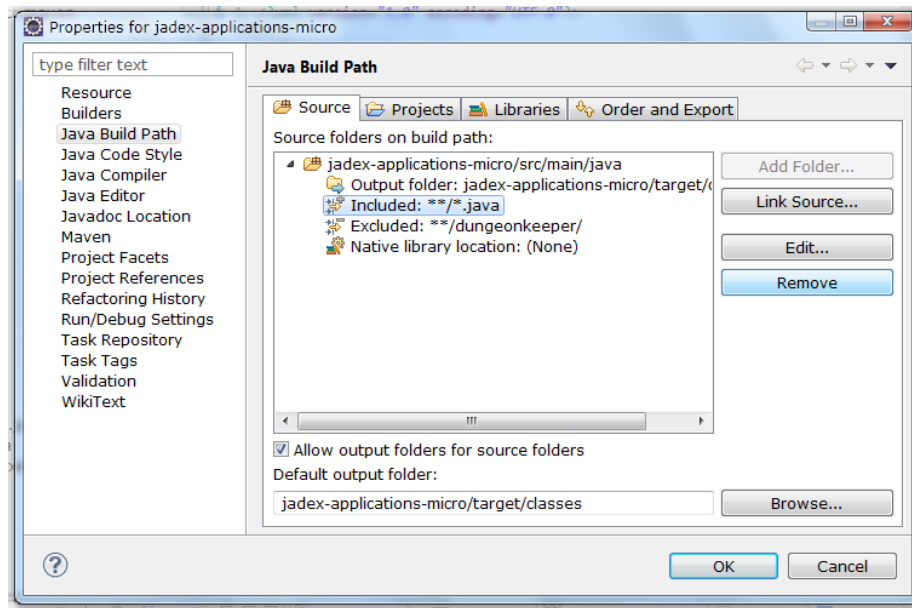 Properties for jadex-applications-micro
type filter text
Java Build Path
Resource
Builders
Java Build Path
Java Code Style
Java Compiler
Java Editor
Javadoc Location
Maven
Project Facets
Project References
Refactoring History
Run/Debug Settings
Task Repository
Task Tags
Validation
WikiText
Source
Projects
Libraries
Order and Export
Source folders on build path:
jadex-applications-micro/src/main/java
Output folder: jadex-applications-micro/target/
Included: **/*.java
Excluded: **/dungeonkeeper/
Native library location: (None)
Add Folder...
Link Source...
Edit...
Remove
Allow output folders for source folders
Default output folder:
jadex-applications-micro/target/classes
Browse...
?
OK
Cancel